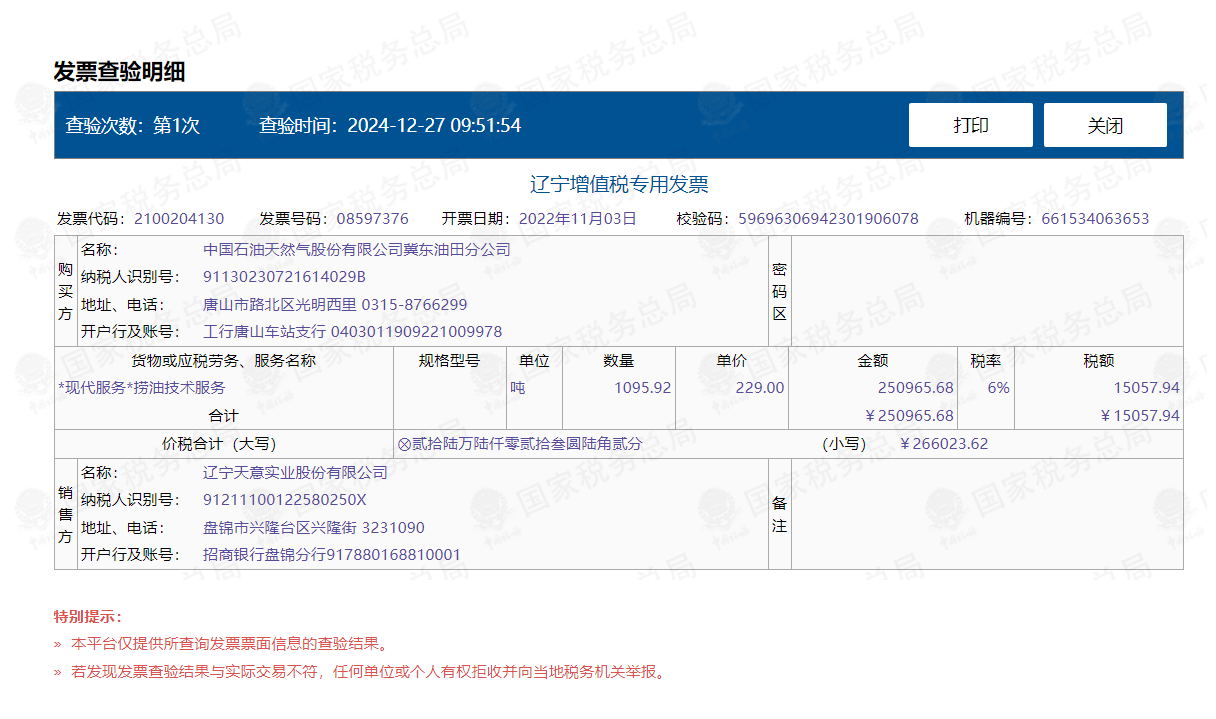 发票查验明细
查验次数：第1次 查验时间：2024-12-27 09:51:54 打印 关闭
辽宁增值税专用发票
发票代码：2100204130 发票号码：08597376 开票日期：2022年11月03日 校验码：59696306942301906078 机器编号：661534063653
购买方
名称： 中国石油天然气股份有限公司冀东油田分公司
纳税人识别号： 91130230721614029B
地址、电话： 唐山市路北区光明西里 0315-8766299
开户行及账号： 工行唐山车站支行 0403011909221009978
密码区
货物或应税劳务、服务名称 规格型号 单位 数量 单价 金额 税率 税额
*现代服务*捞油技术服务 吨 1095.92 229.00 250965.68 6% 15057.94
合计 ￥250965.68 ￥15057.94
价税合计（大写） ⊗贰拾陆万陆仟零贰拾叁圆陆角贰分 （小写） ￥266023.62
销售方
名称： 辽宁天意实业股份有限公司
纳税人识别号： 91211100122580250X
地址、电话： 盘锦市兴隆台区兴隆街 3231090
开户行及账号： 招商银行盘锦分行917880168810001
备注
特别提示：
» 本平台仅提供所查询发票票面信息的查验结果。
» 若发现发票查验结果与实际交易不符，任何单位或个人有权拒收并向当地税务机关举报。
国家税务总局